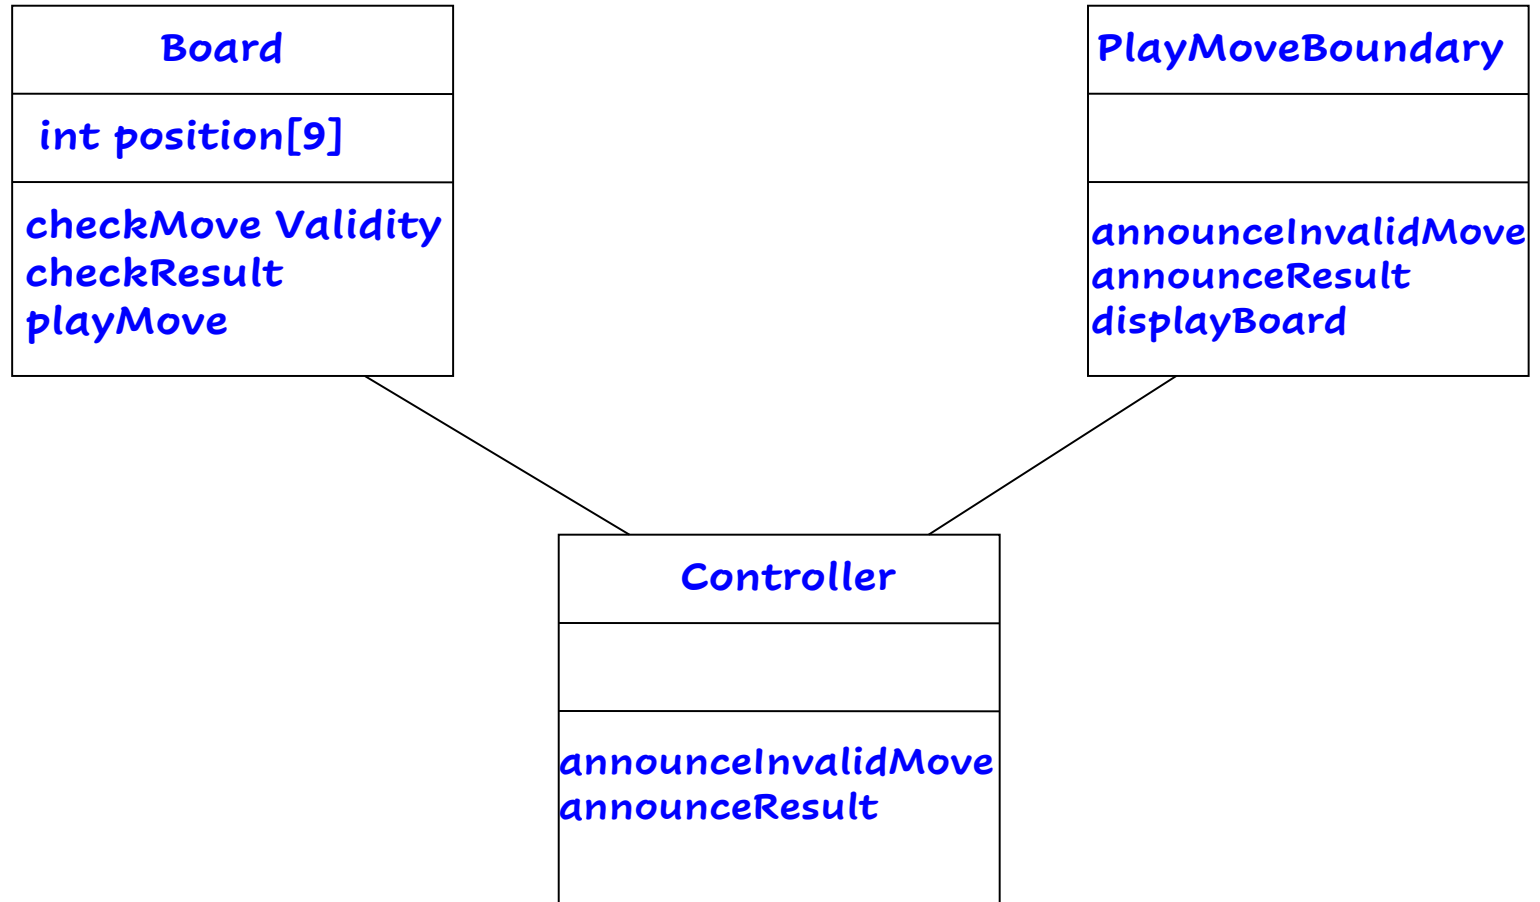 Board
int position[9]
checkMove Validity
checkResult
playMove
PlayMoveBoundary
announceInvalidMove
announceResult
displayBoard
Controller
announceInvalidMove
announceResult